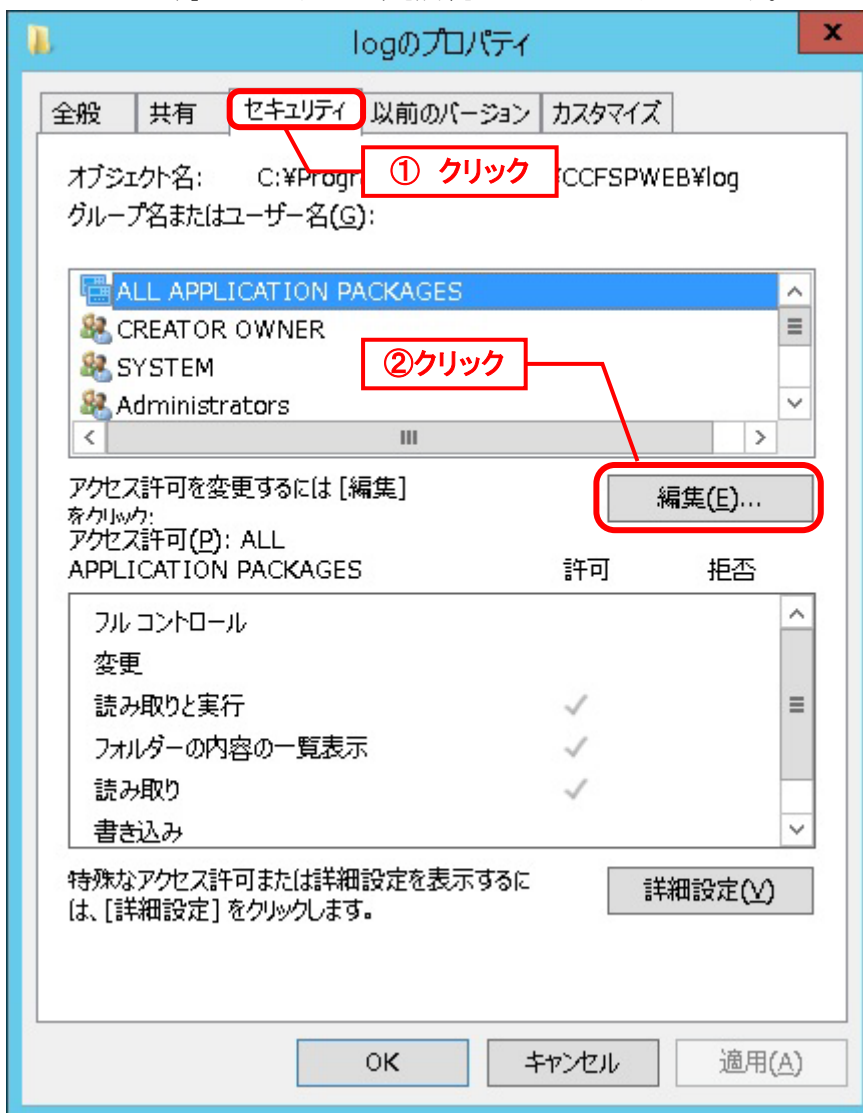 logのプロパティ
x
全般 共有 セキュリティ 以前のバージョン カスタマイズ
① クリック
オブジェクト名: C:¥Progr ¥CCFSPWEB¥log
グループ名またはユーザー名(G):
ALL APPLICATION PACKAGES
CREATOR OWNER
②クリック
SYSTEM
Administrators
アクセス許可を変更するには [編集]
をクリック:
編集(E)...
アクセス許可(P): ALL
APPLICATION PACKAGES 許可 拒否
フル コントロール
変更
読み取りと実行
フォルダーの内容の一覧表示
読み取り
書き込み
特殊なアクセス許可または詳細設定を表示するに
は、[詳細設定] をクリックします。
詳細設定(V)
OK キャンセル 適用(A)